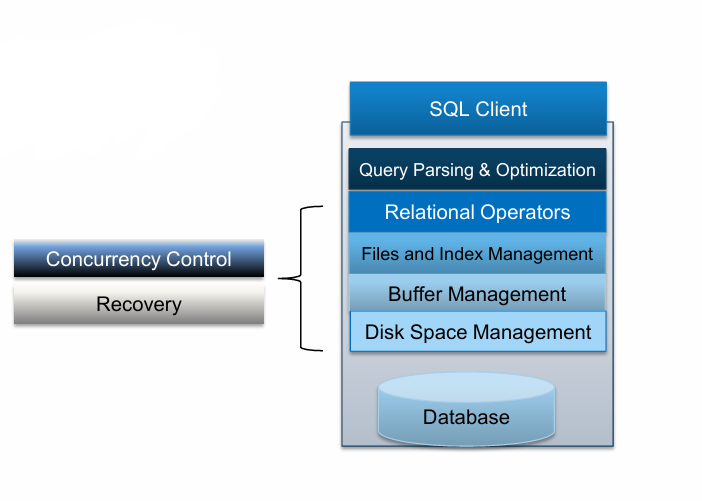 SQL Client
Query Parsing & Optimization
Relational Operators
Files and Index Management
Buffer Management
Disk Space Management
Database
Concurrency Control
Recovery